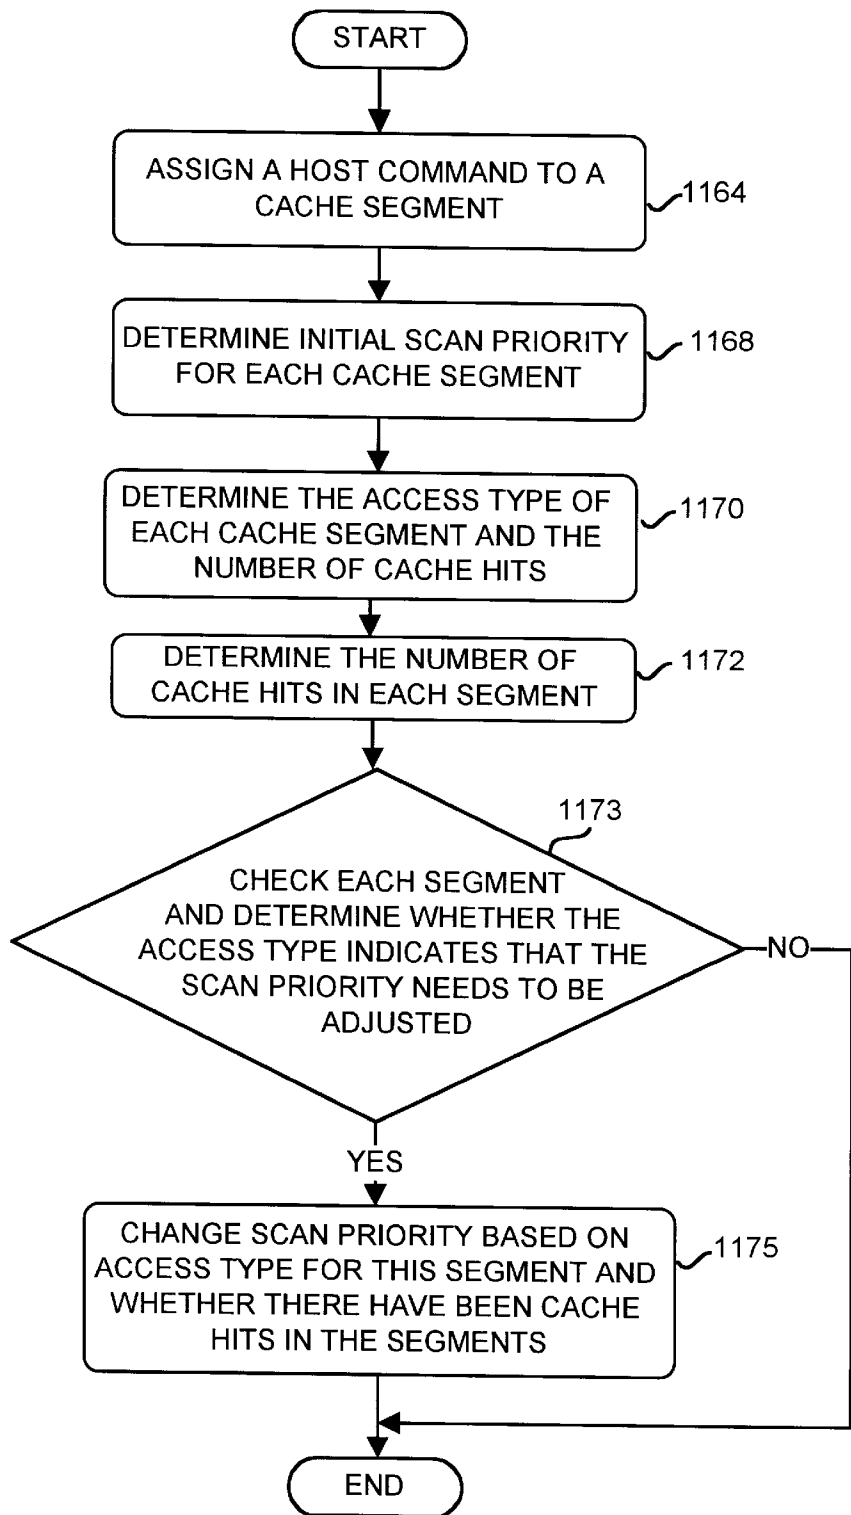 START
ASSIGN A HOST COMMAND TO A
CACHE SEGMENT
1164
DETERMINE INITIAL SCAN PRIORITY
FOR EACH CACHE SEGMENT
1168
DETERMINE THE ACCESS TYPE OF
EACH CACHE SEGMENT AND THE
NUMBER OF CACHE HITS
1170
DETERMINE THE NUMBER OF
CACHE HITS IN EACH SEGMENT
1172
1173
CHECK EACH SEGMENT
AND DETERMINE WHETHER THE
ACCESS TYPE INDICATES THAT THE
SCAN PRIORITY NEEDS TO BE
ADJUSTED
NO
YES
CHANGE SCAN PRIORITY BASED ON
ACCESS TYPE FOR THIS SEGMENT AND
WHETHER THERE HAVE BEEN CACHE
HITS IN THE SEGMENTS
1175
END